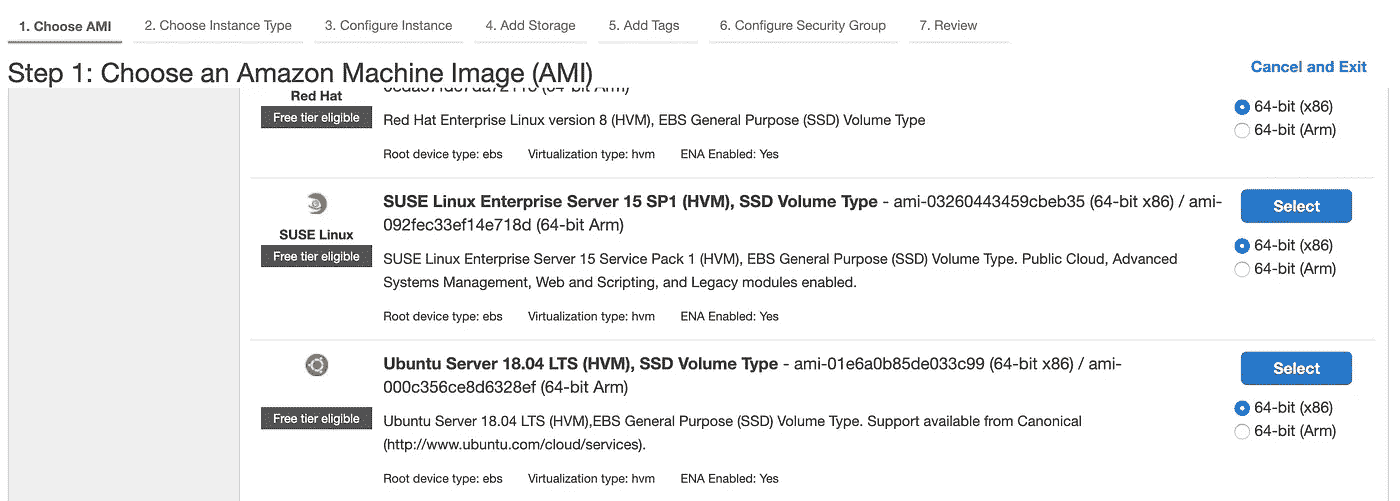 1. Choose AMI 2. Choose Instance Type 3. Configure Instance 4. Add Storage 5. Add Tags 6. Configure Security Group 7. Review
Step 1: Choose an Amazon Machine Image (AMI)
Cancel and Exit
Red Hat
Free tier eligible
Red Hat Enterprise Linux version 8 (HVM), EBS General Purpose (SSD) Volume Type
Root device type: ebs Virtualization type: hvm ENA Enabled: Yes
64-bit (x86)
64-bit (Arm)
SUSE Linux
Free tier eligible
SUSE Linux Enterprise Server 15 SP1 (HVM), SSD Volume Type - ami-03260443459cbeb35 (64-bit x86) / ami-
092fec33ef14e718d (64-bit Arm)
SUSE Linux Enterprise Server 15 Service Pack 1 (HVM), EBS General Purpose (SSD) Volume Type. Public Cloud, Advanced
Systems Management, Web and Scripting, and Legacy modules enabled.
Root device type: ebs Virtualization type: hvm ENA Enabled: Yes
Select
64-bit (x86)
64-bit (Arm)
Free tier eligible
Ubuntu Server 18.04 LTS (HVM), SSD Volume Type - ami-01e6a0b85de033c99 (64-bit x86) / ami-
000c356ce8d6328ef (64-bit Arm)
Ubuntu Server 18.04 LTS (HVM),EBS General Purpose (SSD) Volume Type. Support available from Canonical
(http://www.ubuntu.com/cloud/services).
Root device type: ebs Virtualization type: hvm ENA Enabled: Yes
Select
64-bit (x86)
64-bit (Arm)